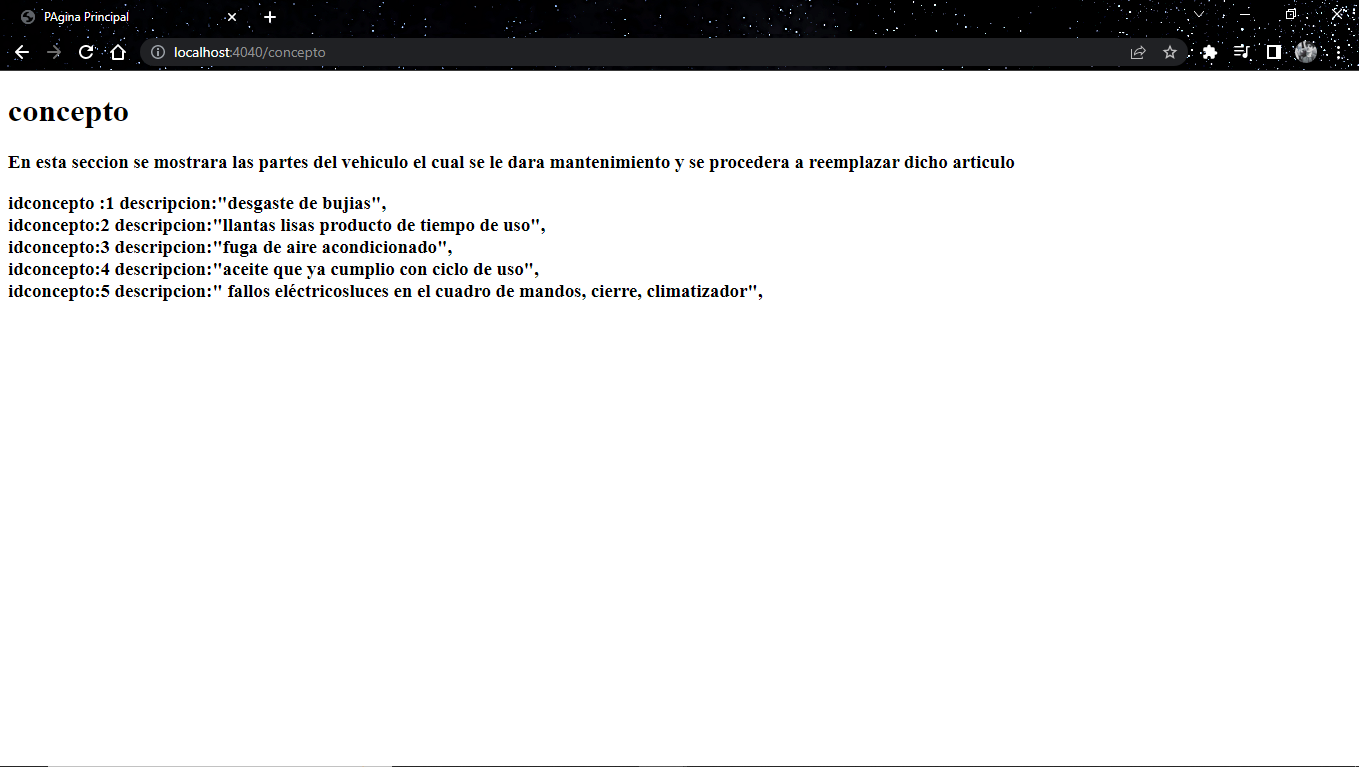 PAgina Principal
localhost:4040/concepto
concepto
En esta seccion se mostrara las partes del vehiculo el cual se le dara mantenimiento y se procedera a reemplazar dicho articulo
idconcepto :1 descripcion:"desgaste de bujias",
idconcepto:2 descripcion:"llantas lisas producto de tiempo de uso",
idconcepto:3 descripcion:"fuga de aire acondicionado",
idconcepto:4 descripcion:"aceite que ya cumplio con ciclo de uso",
idconcepto:5 descripcion:" fallos eléctricosluces en el cuadro de mandos, cierre, climatizador",